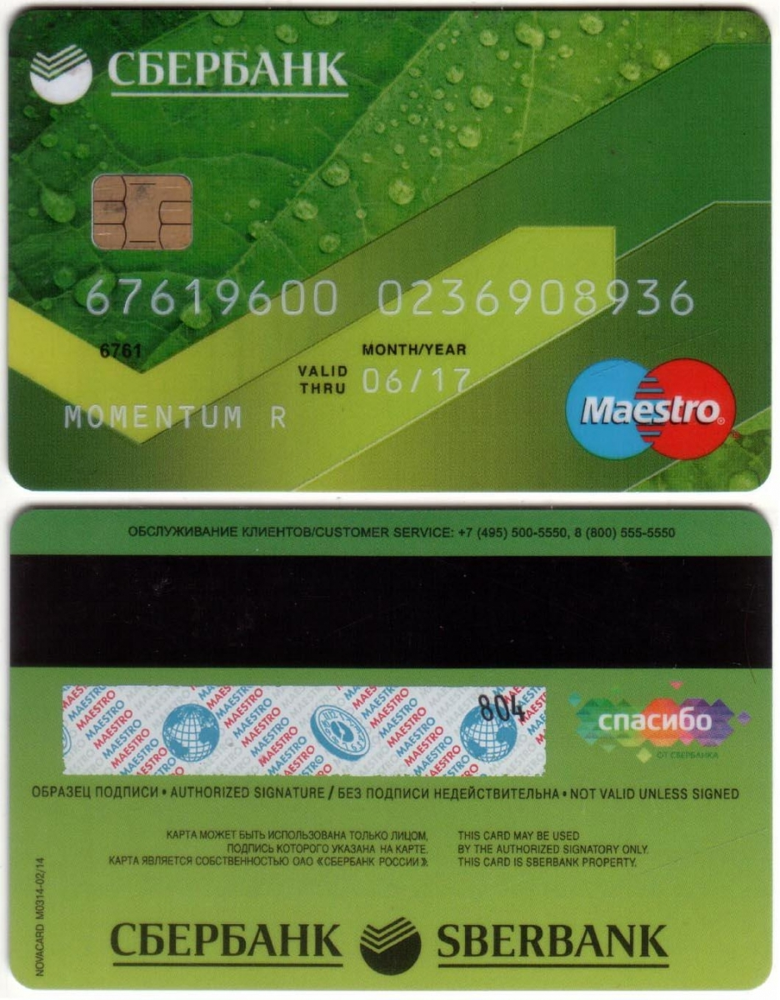 СБЕРБАНК
67619600 0236908936
6761
MONTH/YEAR
VALID THRU 06/17
MOMENTUM R
Maestro
ОБСЛУЖИВАНИЕ КЛИЕНТОВ/CUSTOMER SERVICE: +7 (495) 500-5550, 8 (800) 555-5550
MAESTRO MAESTRO MAESTRO MAESTRO
804
спасибо
ОТ СБЕРБАНКА
ОБРАЗЕЦ ПОДПИСИ • AUTHORIZED SIGNATURE / БЕЗ ПОДПИСИ НЕДЕЙСТВИТЕЛЬНА • NOT VALID UNLESS SIGNED
КАРТА МОЖЕТ БЫТЬ ИСПОЛЬЗОВАНА ТОЛЬКО ЛИЦОМ,
ПОДПИСЬ КОТОРОГО УКАЗАНА НА КАРТЕ.
КАРТА ЯВЛЯЕТСЯ СОБСТВЕННОСТЬЮ ОАО «СБЕРБАНК РОССИИ».
THIS CARD MAY BE USED
BY THE AUTHORIZED SIGNATORY ONLY.
THIS CARD IS SBERBANK PROPERTY.
NOVACARD M0314-02/14
СБЕРБАНК SBERBANK